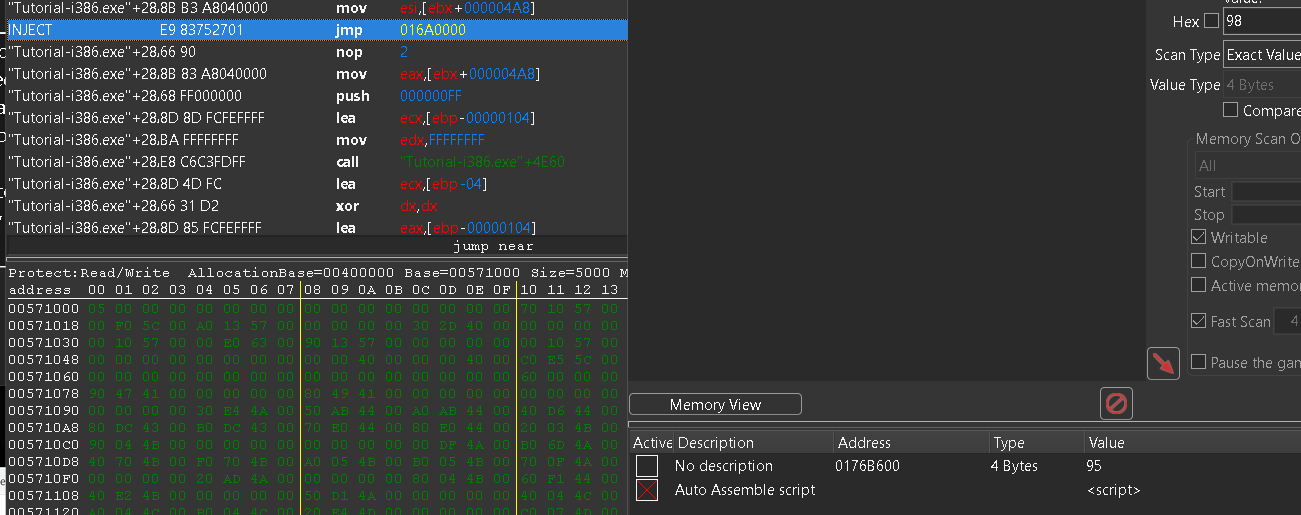 "Tutorial-i386.exe"+28,8B B3 A8040000 mov esi,[ebx+000004A8]
INJECT E9 83752701 jmp 016A0000
"Tutorial-i386.exe"+28,66 90 nop 2
"Tutorial-i386.exe"+28,8B 83 A8040000 mov eax,[ebx+000004A8]
"Tutorial-i386.exe"+28,68 FF000000 push 000000FF
"Tutorial-i386.exe"+28,8D 8D FCFEFFFF lea ecx,[ebp-00000104]
"Tutorial-i386.exe"+28,BA FFFFFFFF mov edx,FFFFFFFF
"Tutorial-i386.exe"+28,E8 C6C3FDFF call "Tutorial-i386.exe"+4E60
"Tutorial-i386.exe"+28,8D 4D FC lea ecx,[ebp-04]
"Tutorial-i386.exe"+28,66 31 D2 xor dx,dx
"Tutorial-i386.exe"+28,8D 85 FCFEFFFF lea eax,[ebp-00000104]
jump near
Protect:Read/Write AllocationBase=00400000 Base=00571000 Size=5000 M
address 00 01 02 03 04 05 06 07 08 09 0A 0B 0C 0D 0E 0F 10 11 12 13
00571000 05 00 00 00 00 00 00 00 00 00 00 00 00 00 00 00 70 10 57 00
00571018 00 F0 5C 00 A0 13 57 00 00 00 00 00 30 2D 40 00 00 00 00 00
00571030 00 10 57 00 00 E0 63 00 90 13 57 00 00 00 00 00 00 10 57 00
00571048 00 00 00 00 00 00 00 00 00 00 40 00 00 00 40 00 C0 E5 5C 00
00571060 00 00 00 00 00 00 00 00 00 00 00 00 00 00 00 00 60 00 00 00
00571078 90 47 41 00 00 00 00 00 80 49 41 00 00 00 00 00 00 00 00 00
00571090 00 00 00 00 30 E4 4A 00 50 AB 44 00 A0 AB 44 00 40 D6 44 00
005710A8 80 DC 43 00 B0 DC 43 00 70 E0 44 00 80 E0 44 00 20 03 4B 00
005710C0 90 04 4B 00 00 00 00 00 00 00 00 00 00 DF 4A 00 B0 6D 4A 00
005710D8 40 70 4B 00 F0 70 4B 00 A0 05 4B 00 B0 05 4B 00 70 0F 4A 00
005710F0 00 00 00 00 20 AD 4A 00 00 00 00 00 80 04 4B 00 60 F1 44 00
00571108 40 E2 4B 00 00 00 00 00 50 D1 4A 00 00 00 00 00 40 04 4C 00
00571120
Value:
Hex 98
Scan Type Exact Value
Value Type 4 Bytes
Compare
Memory Scan O
All
Start
Stop
Writable
CopyOnWrite
Active memor
Fast Scan 4
Pause the gam
Memory View
Active Description Address Type Value
No description 0176B600 4 Bytes 95
Auto Assemble script <script>